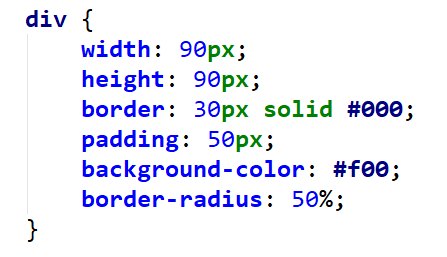 div {
    width: 90px;
    height: 90px;
    border: 30px solid #000;
    padding: 50px;
    background-color: #f00;
    border-radius: 50%;
}